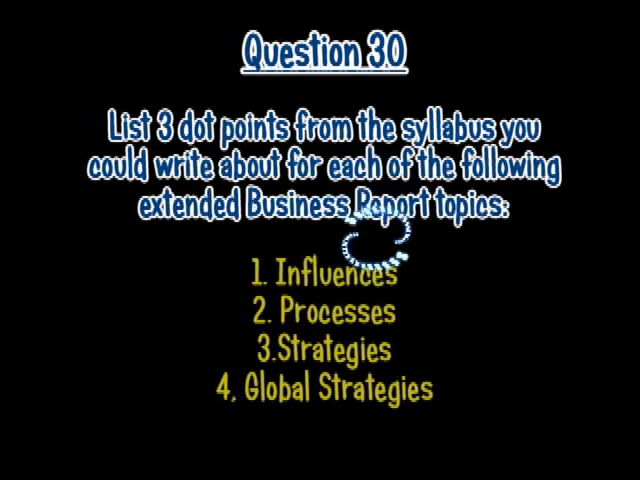 Question 30
List 3 dot points from the syllabus you
could write about for each of the following
extended Business Report topics:
1. Influences
2. Processes
3.Strategies
4. Global Strategies